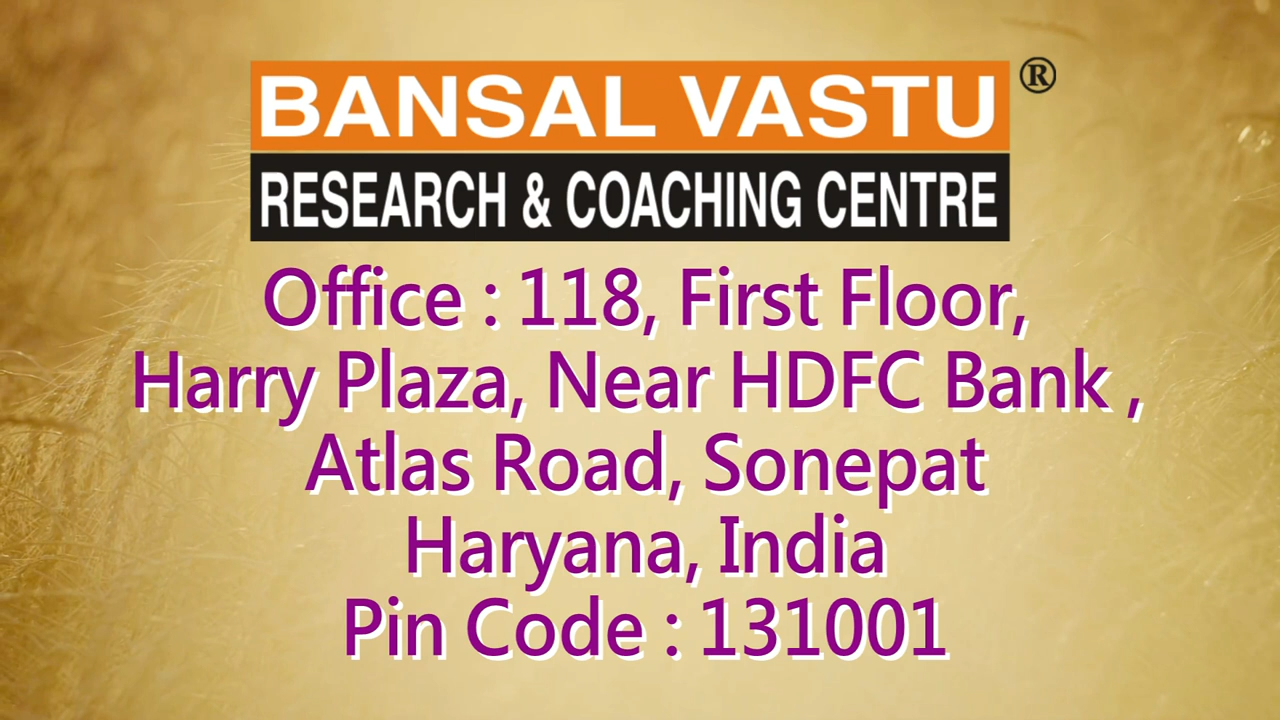 BANSAL VASTU ®
RESEARCH & COACHING CENTRE
Office : 118, First Floor,
Harry Plaza, Near HDFC Bank ,
Atlas Road, Sonepat
Haryana, India
Pin Code : 131001